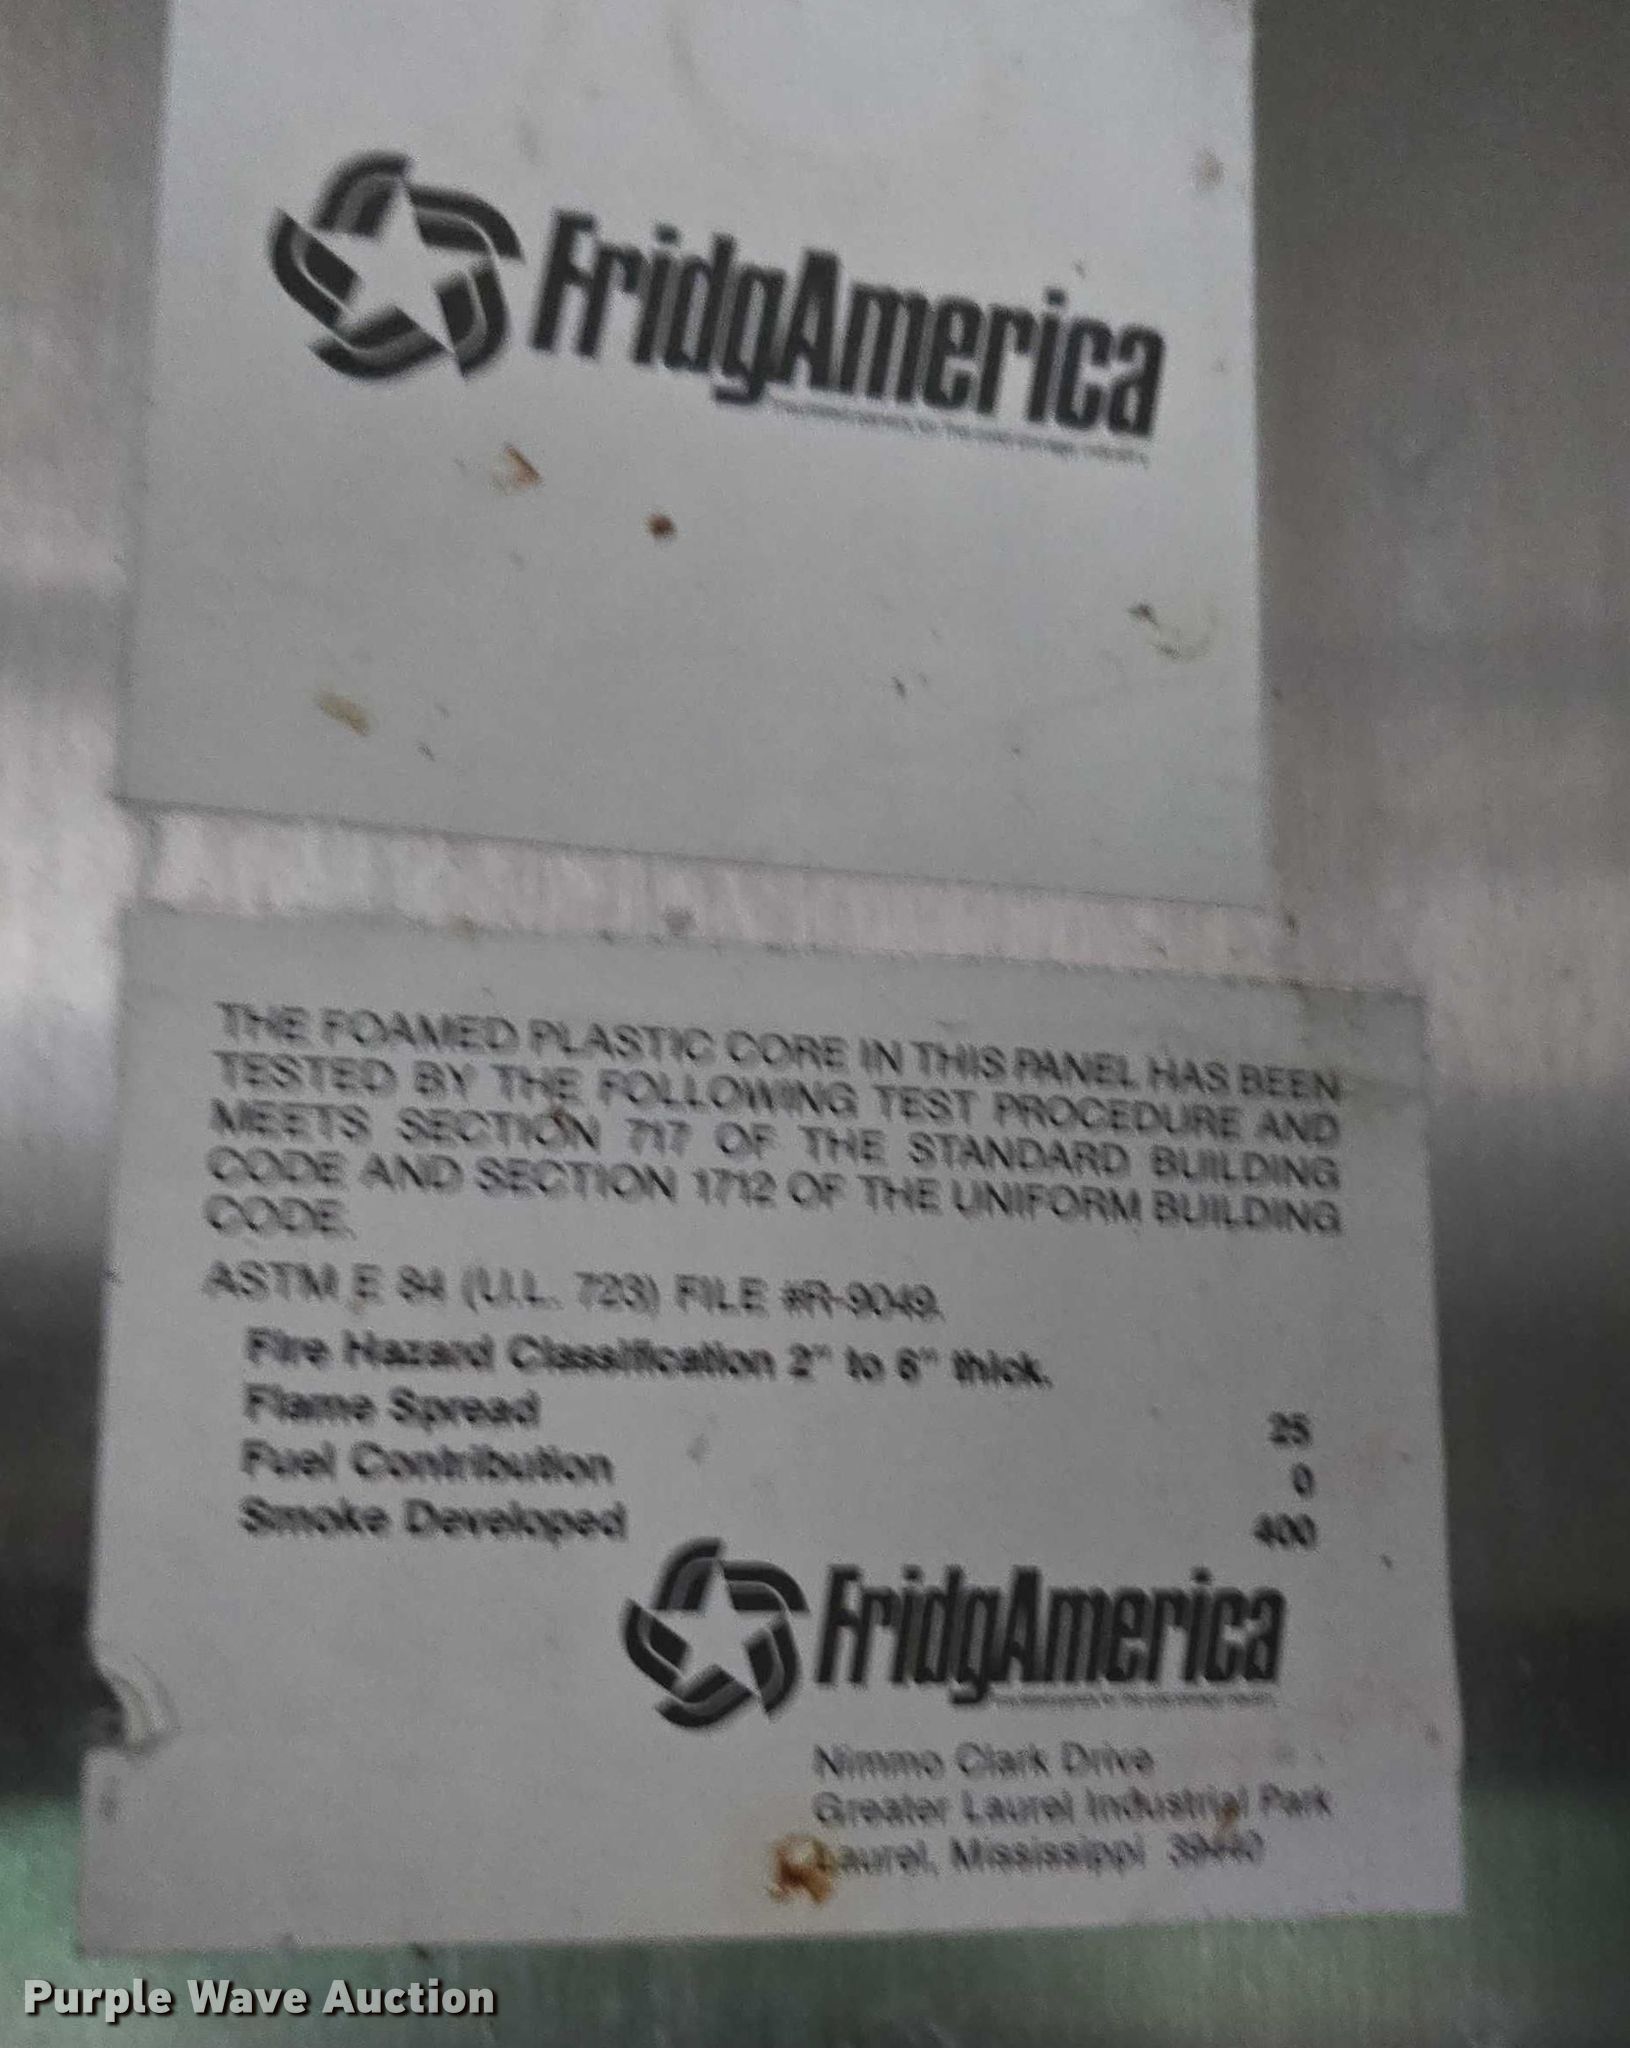 FridgAmerica
THE FOAMED PLASTIC CORE IN THIS PANEL HAS BEEN
TESTED BY THE FOLLOWING TEST PROCEDURE AND
MEETS SECTION 717 OF THE STANDARD BUILDING
CODE AND SECTION 1712 OF THE UNIFORM BUILDING
CODE.
ASTM E 84 (U.L. 723) FILE #R-9049.
Fire Hazard Classification 2" to 6" thick.
Flame Spread 25
Fuel Contribution 0
Smoke Developed 400
FridgAmerica
Nimmo Clark Drive
Greater Laurel Industrial Park
Laurel, Mississippi 39440
Purple Wave Auction